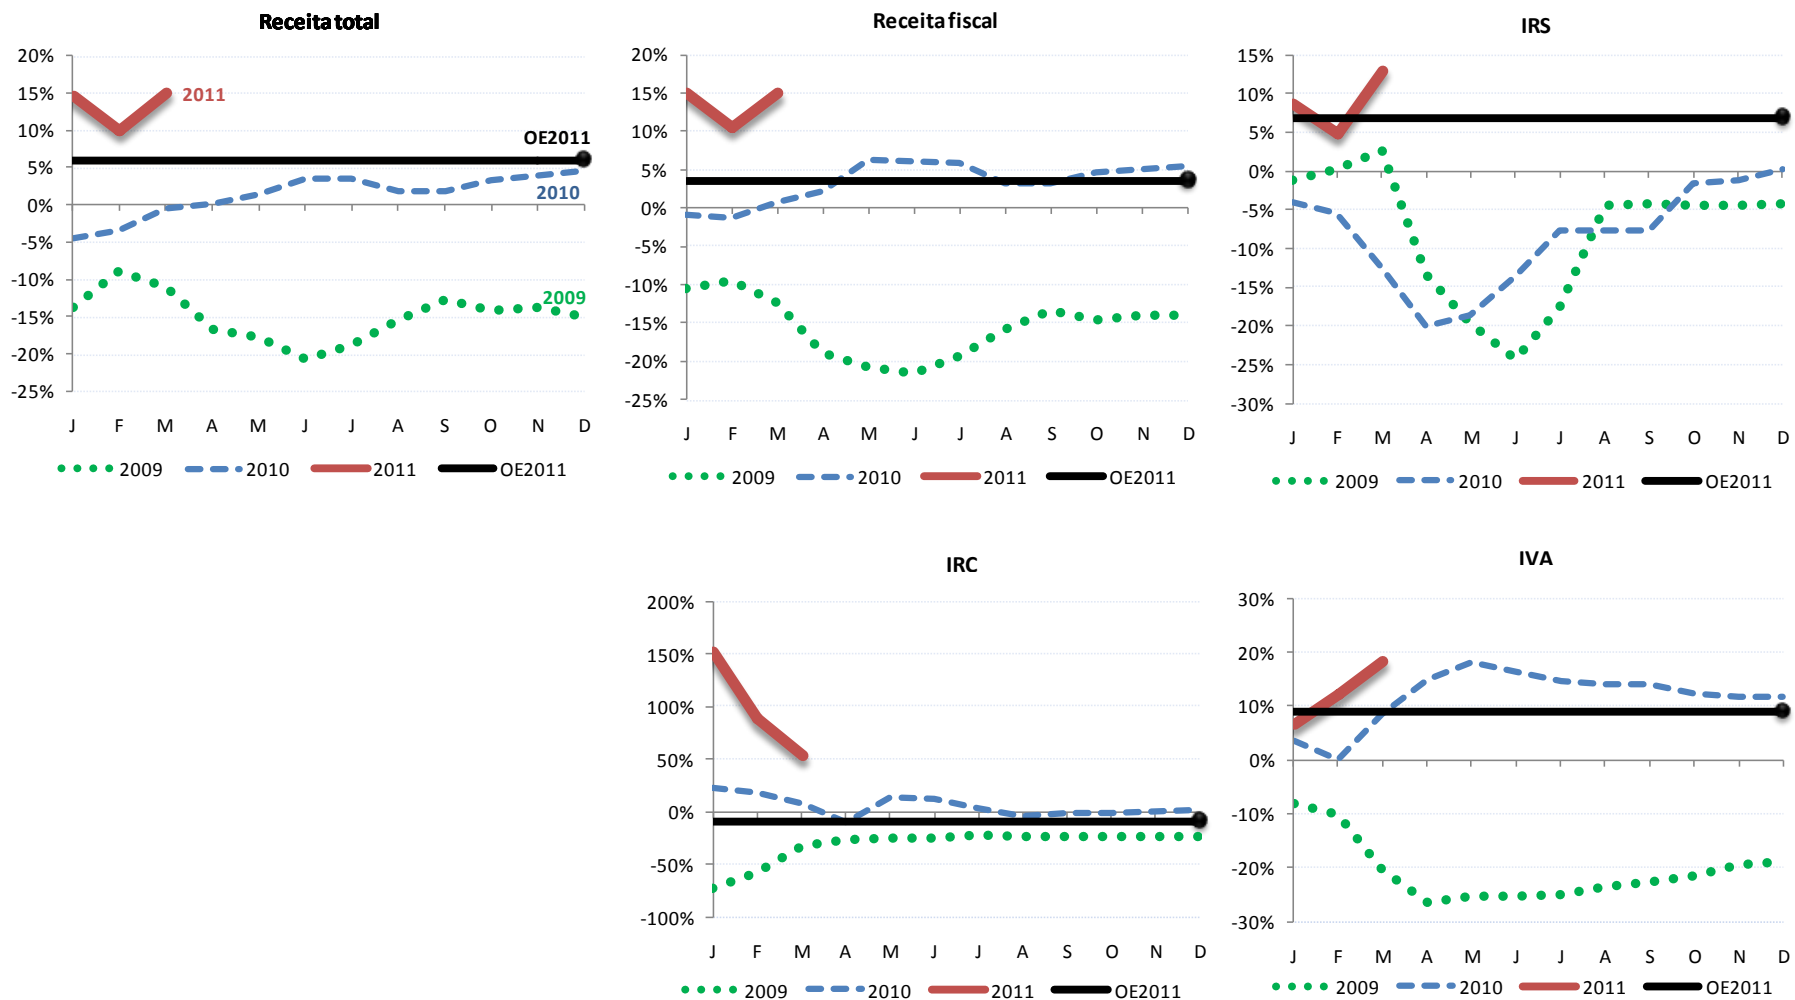 Receita total
20%
15%
10%
5%
0%
-5%
-10%
-15%
-20%
-25%
2011
OE2011
2010
2009
J F M A M J J A S O N D
2009 2010 2011 OE2011
Receita fiscal
20%
15%
10%
5%
0%
-5%
-10%
-15%
-20%
-25%
J F M A M J J A S O N D
2009 2010 2011 OE2011
IRS
15%
10%
5%
0%
-5%
-10%
-15%
-20%
-25%
-30%
J F M A M J J A S O N D
2009 2010 2011 OE2011
IRC
200%
150%
100%
50%
0%
-50%
-100%
J F M A M J J A S O N D
2009 2010 2011 OE2011
IVA
30%
20%
10%
0%
-10%
-20%
-30%
J F M A M J J A S O N D
2009 2010 2011 OE2011